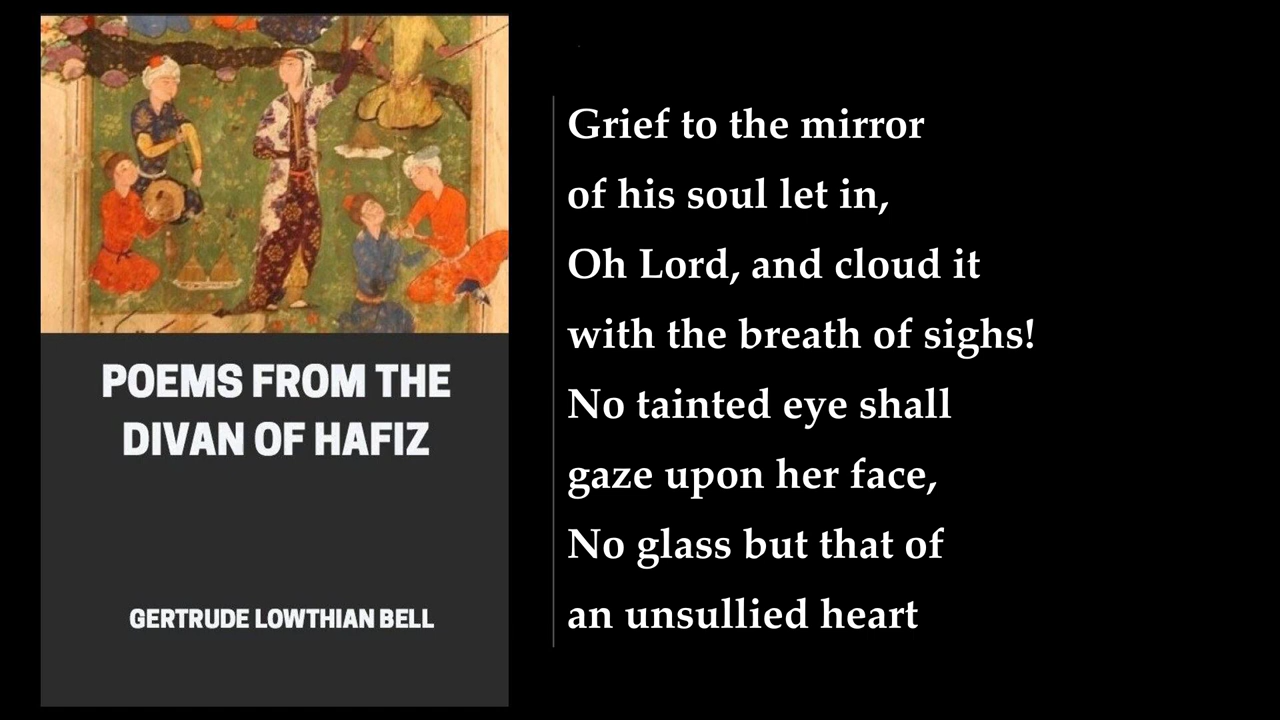 POEMS FROM THE
DIVAN OF HAFIZ
GERTRUDE LOWTHIAN BELL
Grief to the mirror
of his soul let in,
Oh Lord, and cloud it
with the breath of sighs!
No tainted eye shall
gaze upon her face,
No glass but that of
an unsullied heart